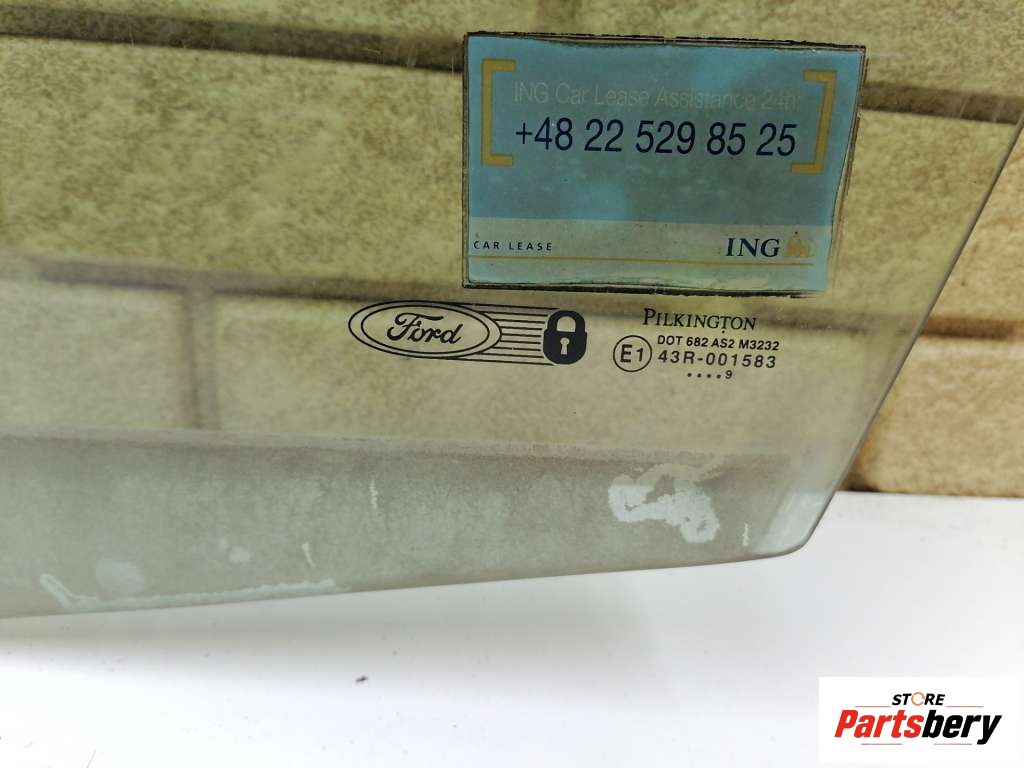 ING Car Lease Assistance 24h:
+48 22 529 85 25
CAR LEASE ING
Ford
PILKINGTON
DOT 682 AS2 M3232
E1 43R-001583
....9
STORE
Partsbery